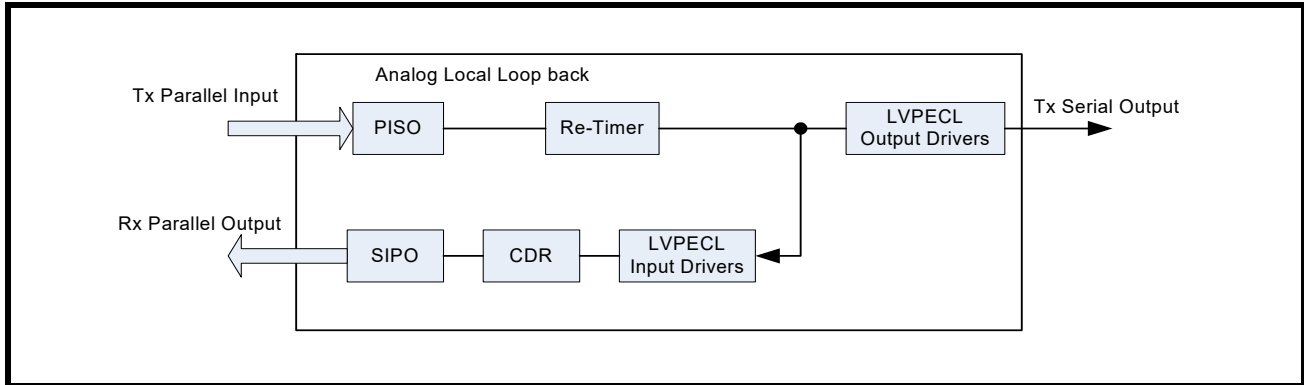 Analog Local Loop back
Tx Parallel Input
PISO
Re-Timer
LVPECL
Output Drivers
Tx Serial Output
Rx Parallel Output
SIPO
CDR
LVPECL
Input Drivers